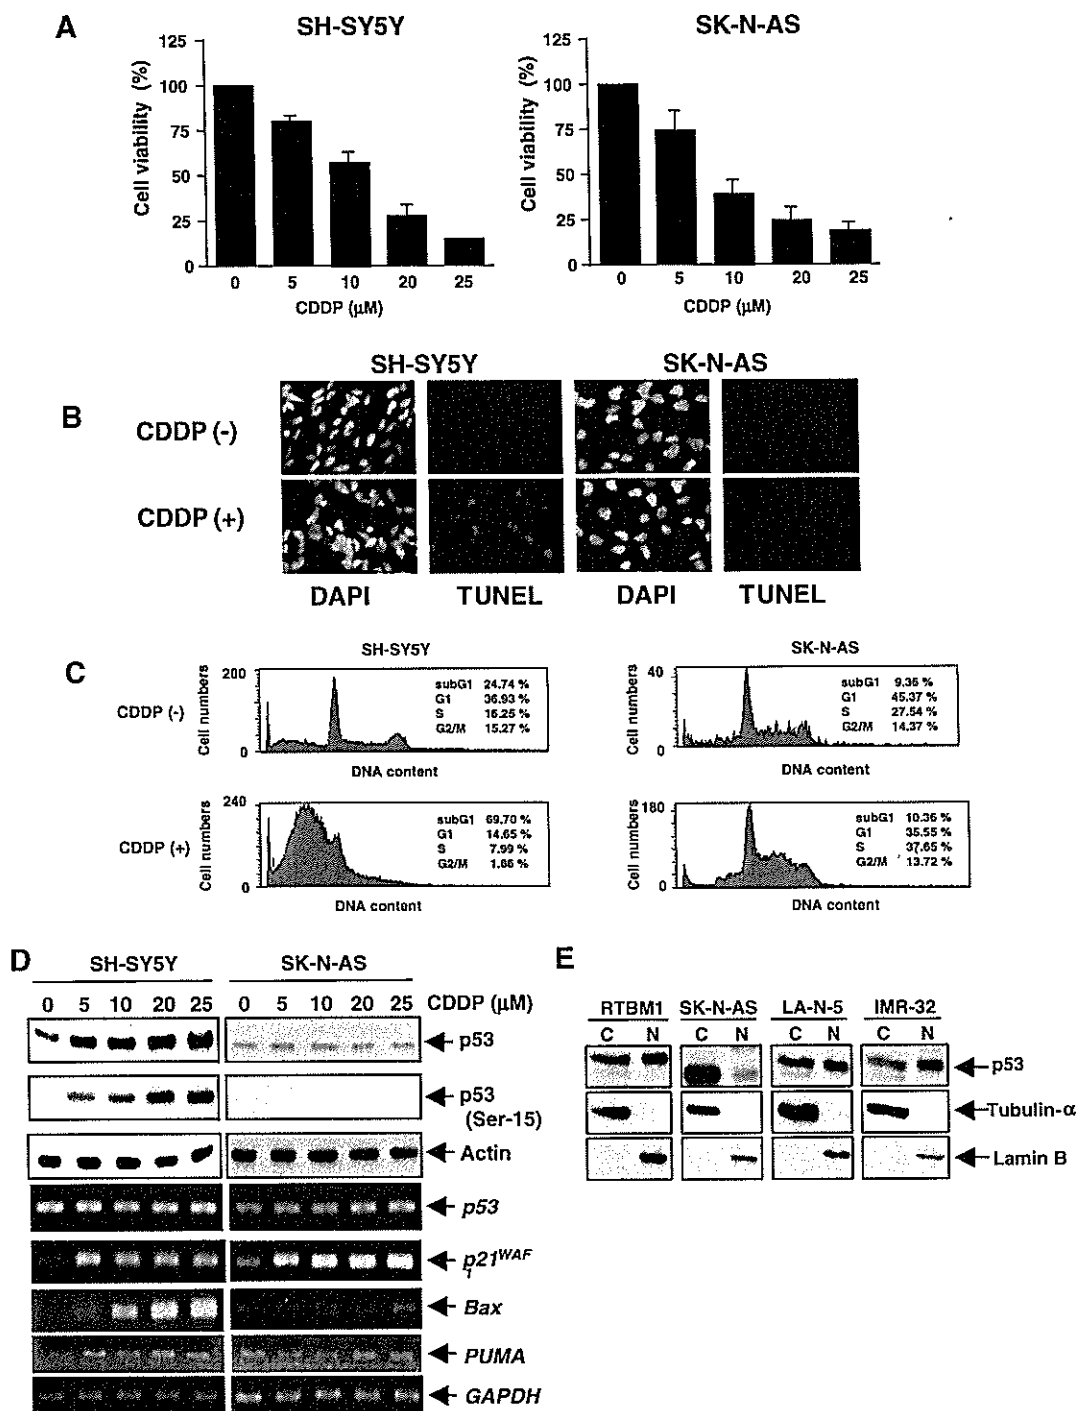 A
SH-SY5Y
SK-N-AS
Cell viability (%)
125
100
75
50
25
0
0 5 10 20 25
CDDP (μM)
Cell viability (%)
125
100
75
50
25
0
0 5 10 20 25
CDDP (μM)
B
SH-SY5Y
SK-N-AS
CDDP (-)
CDDP (+)
DAPI
TUNEL
DAPI
TUNEL
C
SH-SY5Y
SK-N-AS
CDDP (-)
Cell numbers
200
0
subG1 24.74 %
G1 36.93 %
S 16.25 %
G2/M 15.27 %
DNA content
Cell numbers
40
0
subG1 9.36 %
G1 45.37 %
S 27.54 %
G2/M 14.37 %
DNA content
CDDP (+)
Cell numbers
240
0
subG1 69.70 %
G1 14.65 %
S 7.99 %
G2/M 1.66 %
DNA content
Cell numbers
180
0
subG1 10.36 %
G1 35.55 %
S 37.65 %
G2/M 13.72 %
DNA content
D
SH-SY5Y
SK-N-AS
0 5 10 20 25
0 5 10 20 25
CDDP (μM)
p53
p53
(Ser-15)
Actin
p53
p21WAF
1
Bax
PUMA
GAPDH
E
RTBM1
SK-N-AS
LA-N-5
IMR-32
C N
C N
C N
C N
p53
Tubulin-α
Lamin B